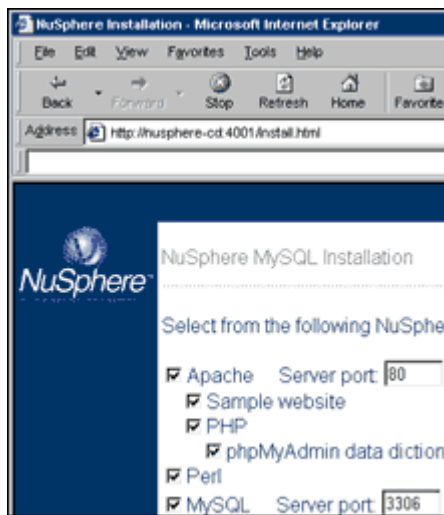 NuSphere Installation - Microsoft Internet Explorer
File Edit View Favorites Tools Help
Back Forward Stop Refresh Home Favorite
Address http://nusphere-cd:4001/install.html
NuSphere
NuSphere MySQL Installation
Select from the following NuSphe
Apache Server port: 80
Sample website
PHP
phpMyAdmin data diction
Perl
MySQL Server port: 3306